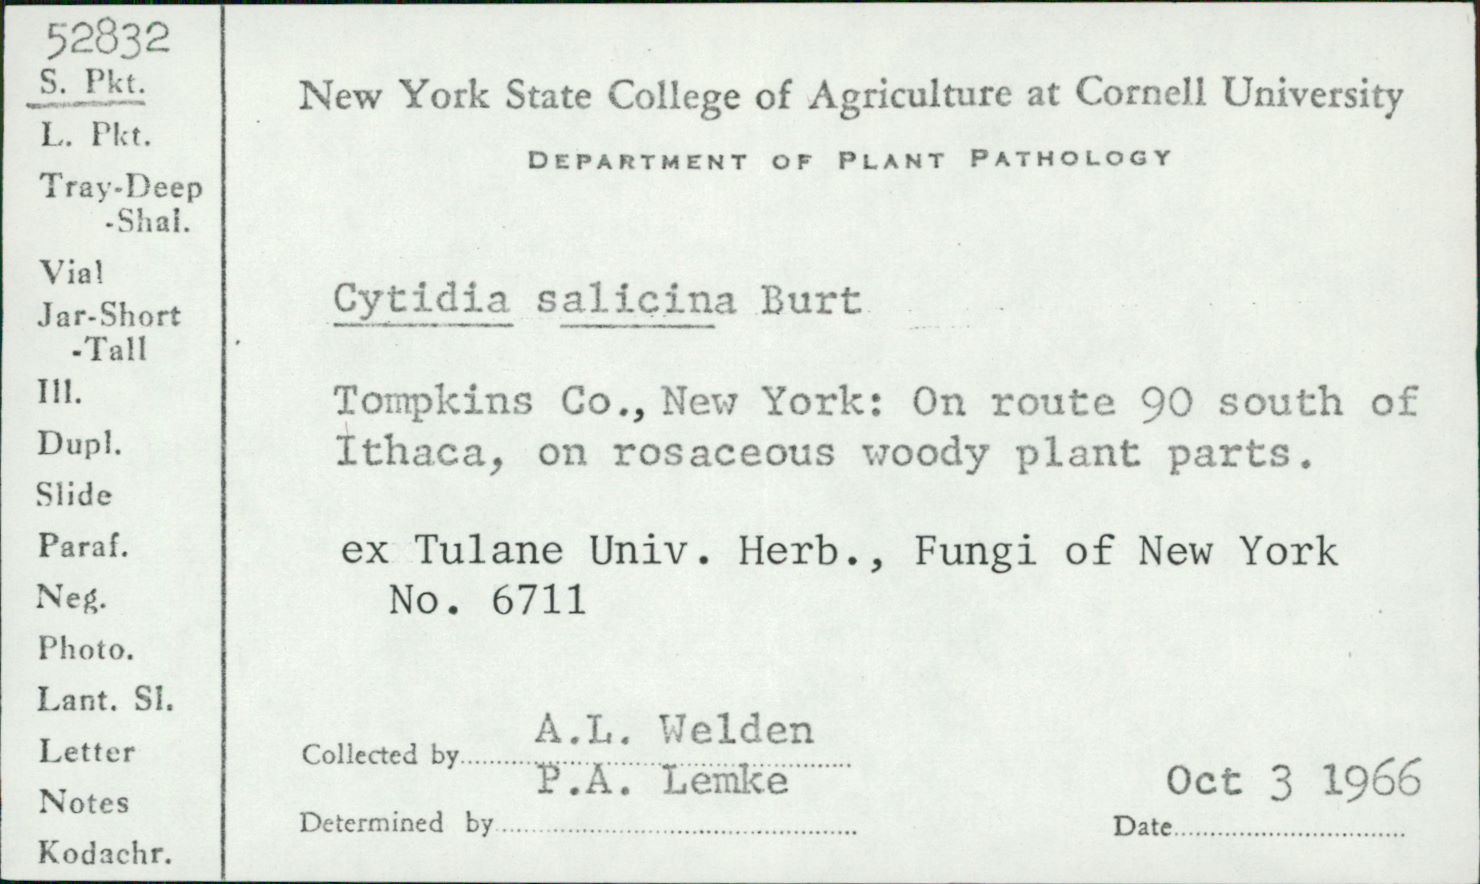 52832
S. Pkt.
L. Pkt.
Tray-Deep
-Shal.
Vial
Jar-Short
-Tall
Ill.
Dupl.
Slide
Paraf.
Neg.
Photo.
Lant. Sl.
Letter
Notes
Kodachr.
New York State College of Agriculture at Cornell University
DEPARTMENT OF PLANT PATHOLOGY
Cytidia salicina Burt
Tompkins Co., New York: On route 90 south of
Ithaca, on rosaceous woody plant parts.
ex Tulane Univ. Herb., Fungi of New York
No. 6711
A.L. Welden
Collected by
P.A. Lemke
Determined by
Oct 3 1966
Date